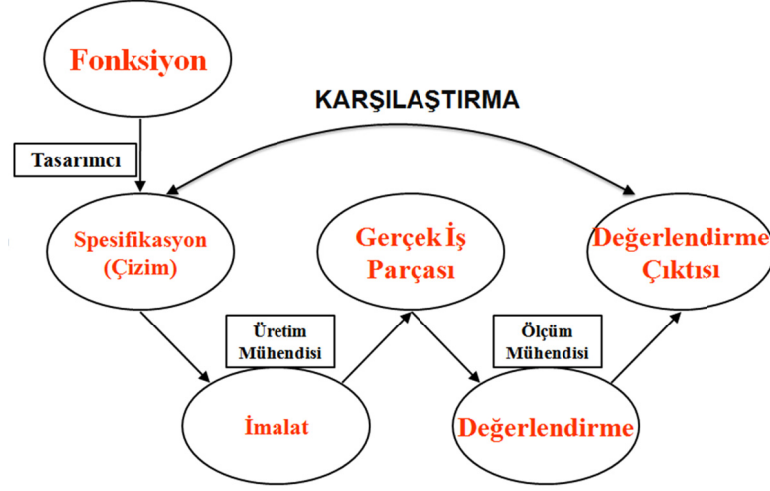 Fonksiyon
KARŞILAŞTIRMA
Tasarımcı
Spesifikasyon
(Çizim)
Gerçek İş
Parçası
Değerlendirme
Çıktısı
Üretim
Mühendisi
Ölçüm
Mühendisi
İmalat
Değerlendirme